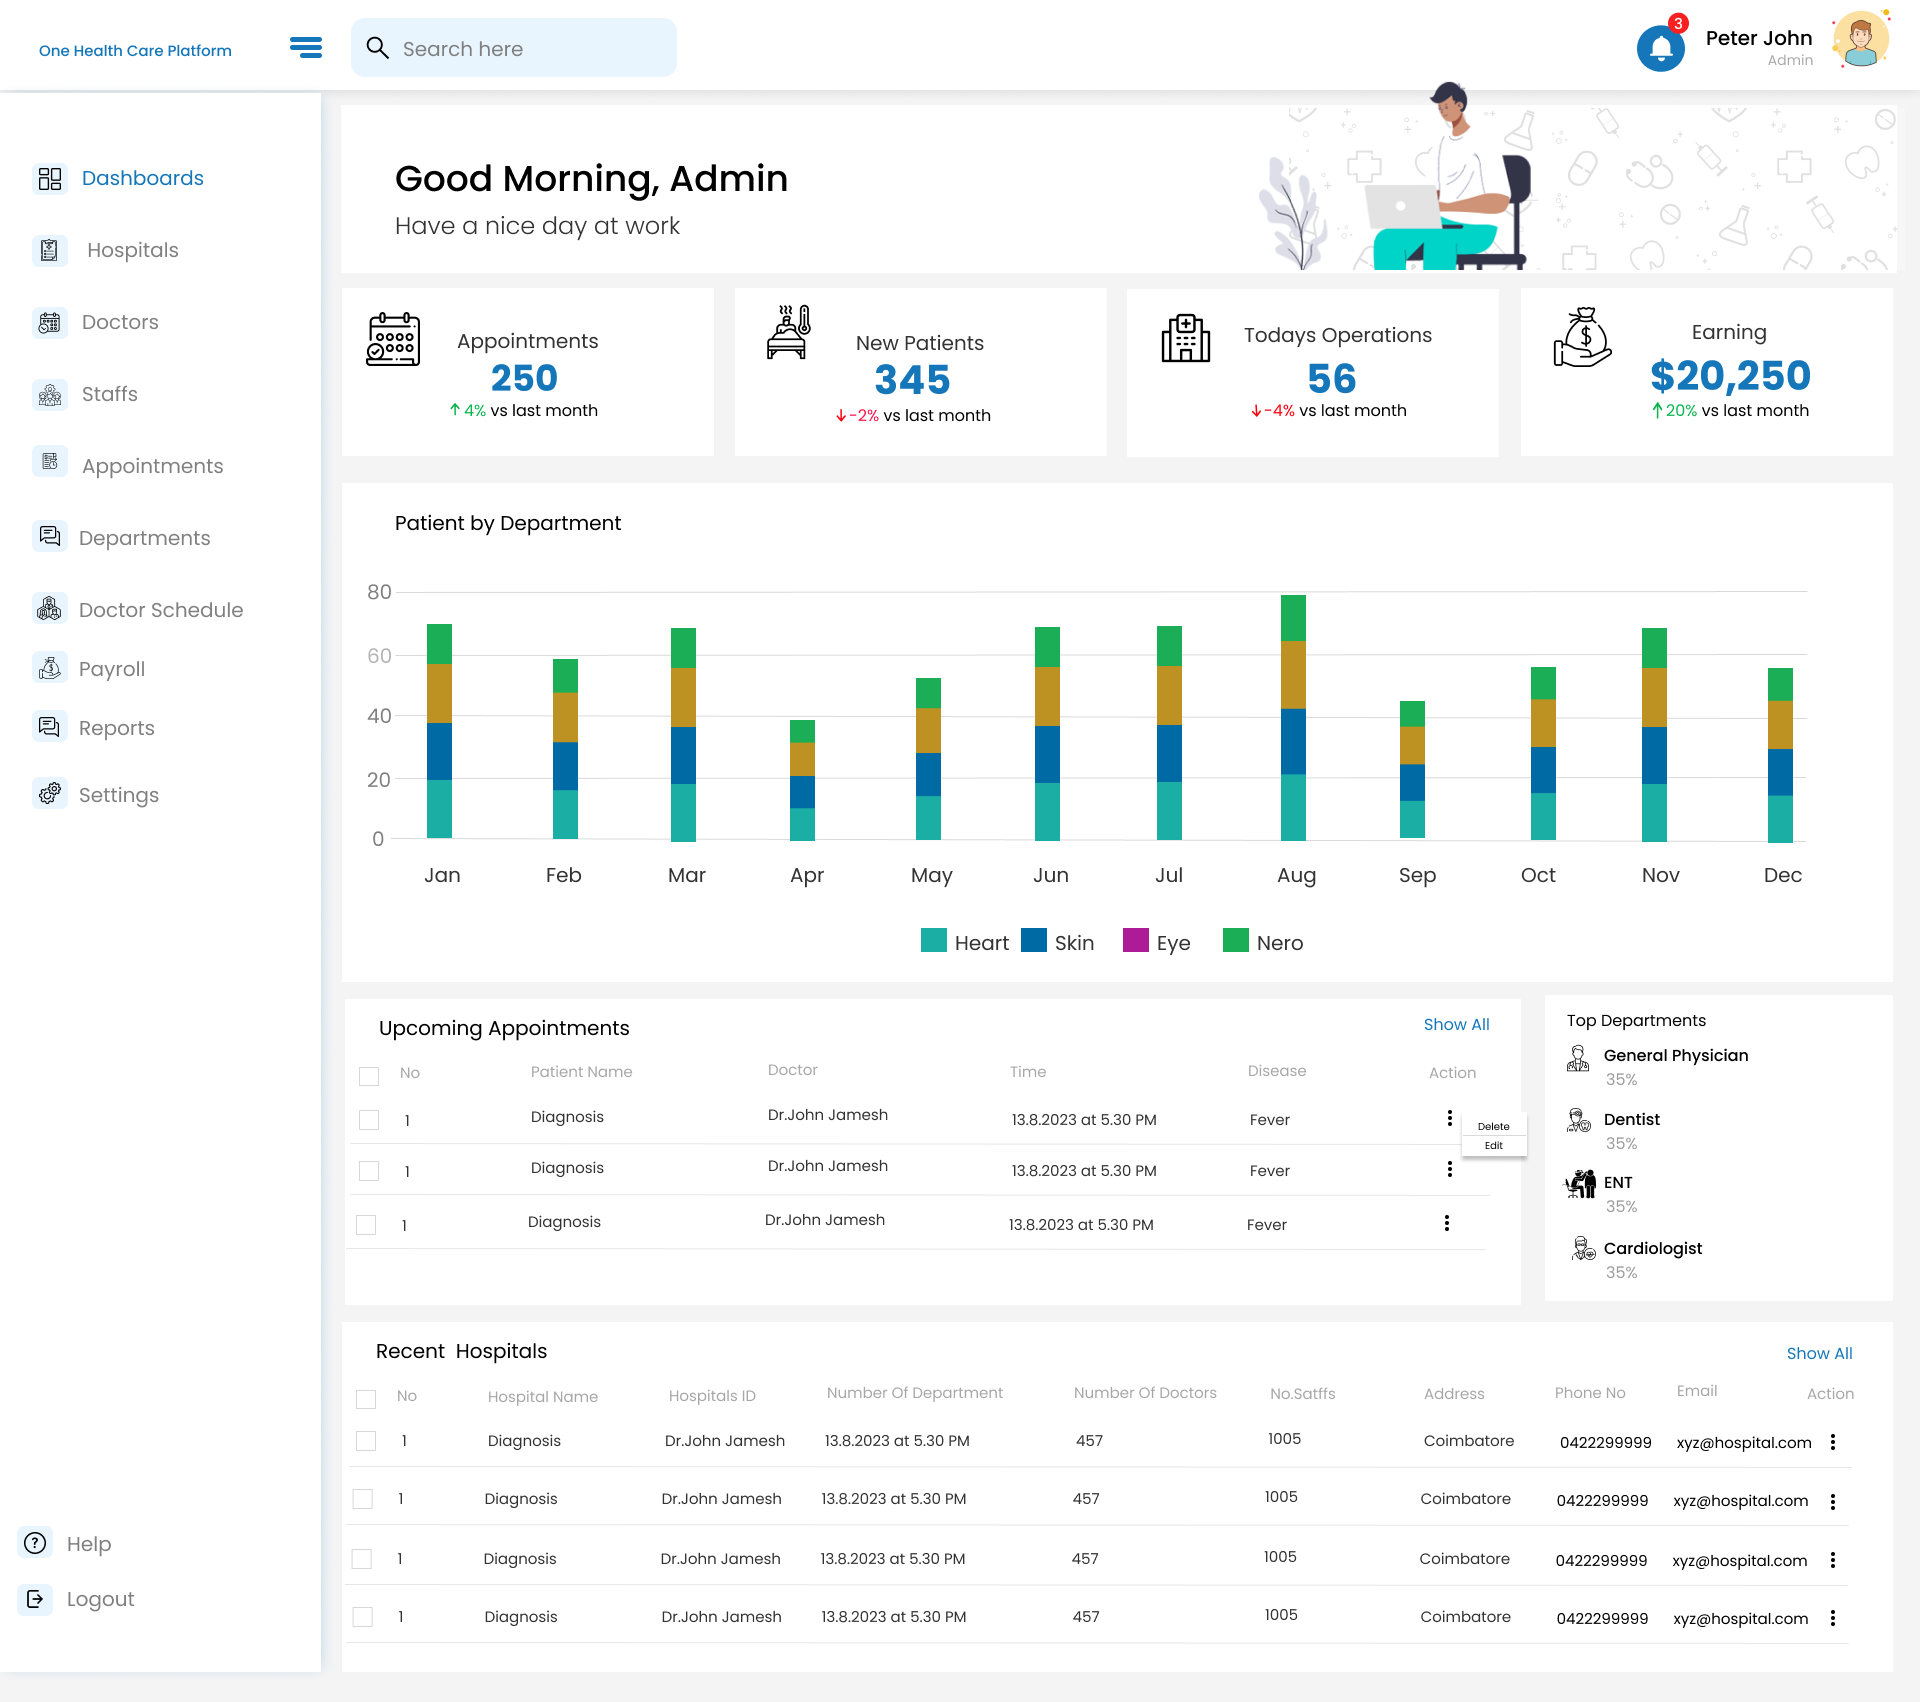 One Health Care Platform
Search here
3
Peter John
Admin
Dashboards
Hospitals
Doctors
Staffs
Appointments
Departments
Doctor Schedule
Payroll
Reports
Settings
Help
Logout
Good Morning, Admin
Have a nice day at work
Appointments
250
4% vs last month
New Patients
345
-2% vs last month
Todays Operations
56
-4% vs last month
Earning
$20,250
20% vs last month
Patient by Department
80
60
40
20
0
Jan Feb Mar Apr May Jun Jul Aug Sep Oct Nov Dec
Heart Skin Eye Nero
Upcoming Appointments Show All
No Patient Name Doctor Time Disease Action
1 Diagnosis Dr.John Jamesh 13.8.2023 at 5.30 PM Fever
Delete
Edit
1 Diagnosis Dr.John Jamesh 13.8.2023 at 5.30 PM Fever
1 Diagnosis Dr.John Jamesh 13.8.2023 at 5.30 PM Fever
Top Departments
General Physician
35%
Dentist
35%
ENT
35%
Cardiologist
35%
Recent Hospitals Show All
No Hospital Name Hospitals ID Number Of Department Number Of Doctors No.Satffs Address Phone No Email Action
1 Diagnosis Dr.John Jamesh 13.8.2023 at 5.30 PM 457 1005 Coimbatore 0422299999 xyz@hospital.com
1 Diagnosis Dr.John Jamesh 13.8.2023 at 5.30 PM 457 1005 Coimbatore 0422299999 xyz@hospital.com
1 Diagnosis Dr.John Jamesh 13.8.2023 at 5.30 PM 457 1005 Coimbatore 0422299999 xyz@hospital.com
1 Diagnosis Dr.John Jamesh 13.8.2023 at 5.30 PM 457 1005 Coimbatore 0422299999 xyz@hospital.com